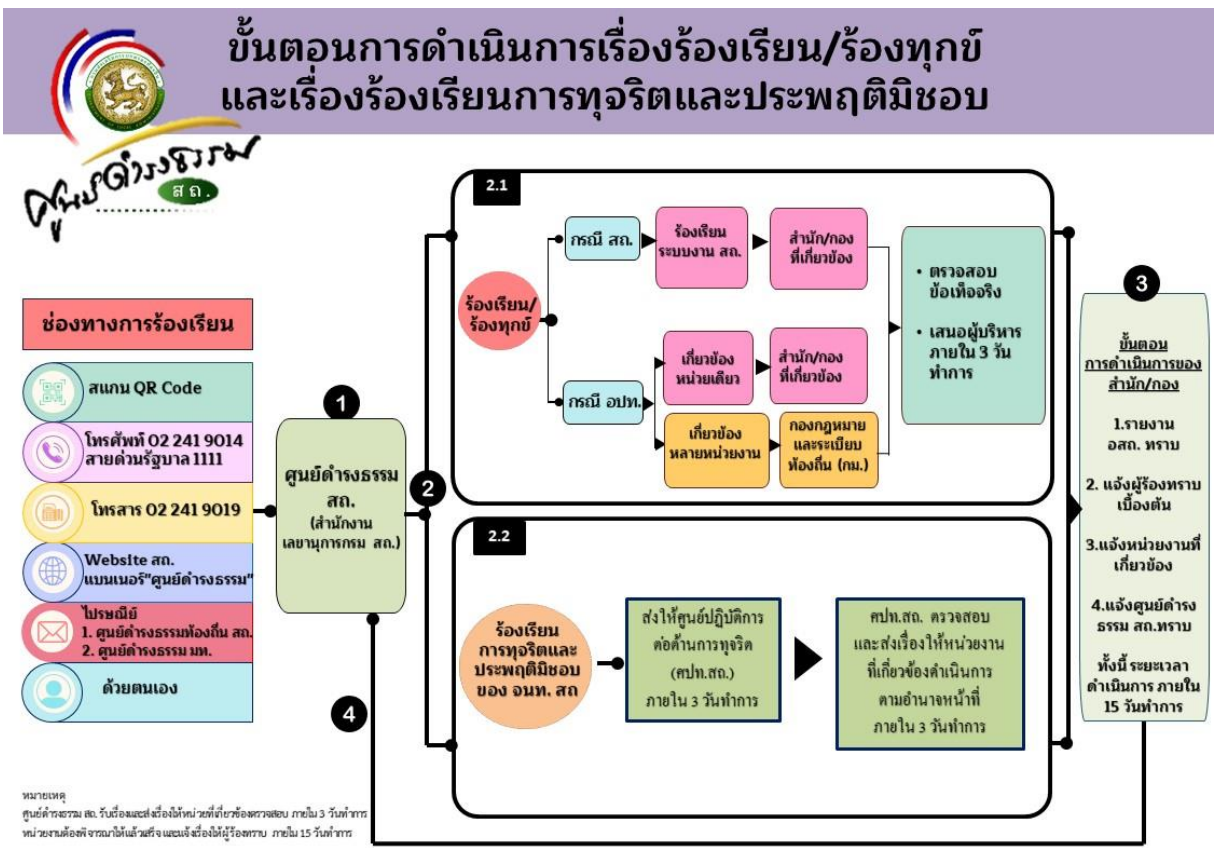 ขั้นตอนการดำเนินการเรื่องร้องเรียน/ร้องทุกข์
และเรื่องร้องเรียนการทุจริตและประพฤติมิชอบ
ศูนย์ดำรงธรรม
สถ.
ช่องทางการร้องเรียน
สแกน QR Code
โทรศัพท์ 02 241 9014
สายด่วนรัฐบาล 1111
โทรสาร 02 241 9019
Website สถ.
แบนเนอร์"ศูนย์ดำรงธรรม"
ไปรษณีย์
1. ศูนย์ดำรงธรรมท้องถิ่น สถ.
2. ศูนย์ดำรงธรรม มท.
ด้วยตนเอง
1
ศูนย์ดำรงธรรม
สถ.
(สำนักงาน
เลขานุการกรม สถ.)
2
2.1
ร้องเรียน/
ร้องทุกข์
กรณี สถ.
ร้องเรียน
ระบบงาน สถ.
สำนัก/กอง
ที่เกี่ยวข้อง
กรณี อปท.
เกี่ยวข้อง
หน่วยเดียว
สำนัก/กอง
ที่เกี่ยวข้อง
เกี่ยวข้อง
หลายหน่วยงาน
กองกฎหมาย
และระเบียบ
ท้องถิ่น (กม.)
• ตรวจสอบ
ข้อเท็จจริง
• เสนอผู้บริหาร
ภายใน 3 วัน
ทำการ
2.2
ร้องเรียน
การทุจริตและ
ประพฤติมิชอบ
ของ จนท. สถ
ส่งให้ศูนย์ปฏิบัติการ
ต่อต้านการทุจริต
(ศปท.สถ.)
ภายใน 3 วันทำการ
ศปท.สถ. ตรวจสอบ
และส่งเรื่องให้หน่วยงาน
ที่เกี่ยวข้องดำเนินการ
ตามอำนาจหน้าที่
ภายใน 3 วันทำการ
3
ขั้นตอน
การดำเนินการของ
สำนัก/กอง
1.รายงาน
อสถ. ทราบ
2. แจ้งผู้ร้องทราบ
เบื้องต้น
3.แจ้งหน่วยงานที่
เกี่ยวข้อง
4.แจ้งศูนย์ดำรง
ธรรม สถ.ทราบ
ทั้งนี้ ระยะเวลา
ดำเนินการ ภายใน
15 วันทำการ
4
หมายเหตุ
ศูนย์ดำรงธรรม สถ. รับเรื่องและส่งเรื่องให้หน่วยที่เกี่ยวข้องตรวจสอบ ภายใน 3 วันทำการ
หน่วยงานต้องพิจารณาให้แล้วเสร็จ และแจ้งเรื่องให้ผู้ร้องทราบ ภายใน 15 วันทำการ